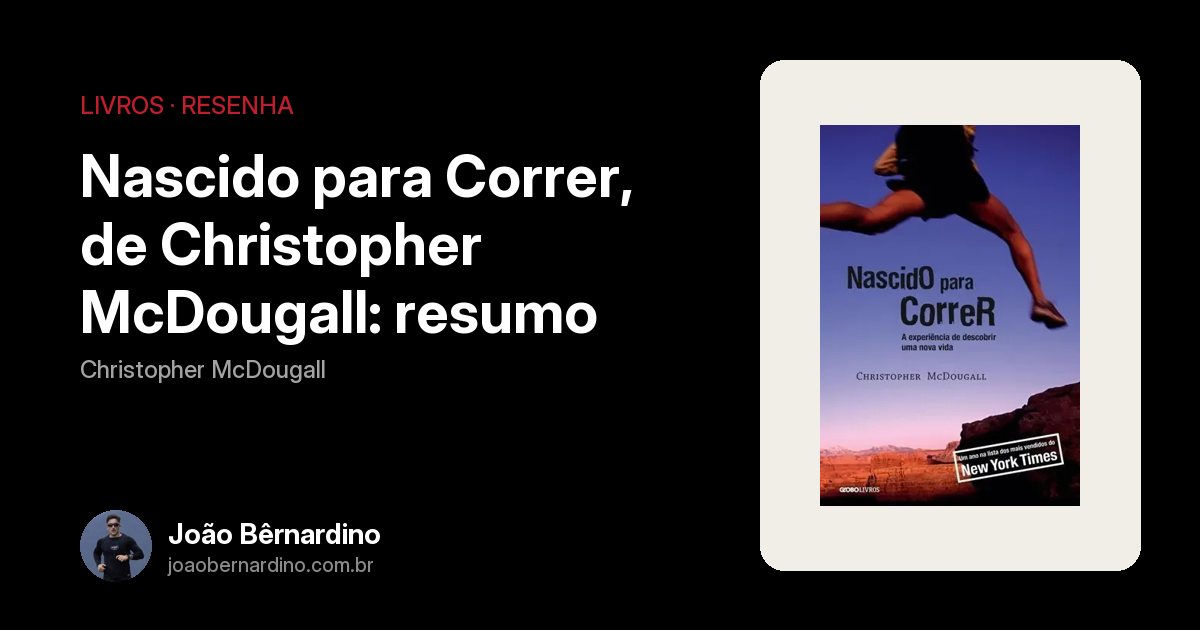 LIVROS · RESENHA
Nascido para Correr,
de Christopher
McDougall: resumo
Christopher McDougall
João Bêrnardino
joaobernardino.com.br
NascidO para
CorreR
A experiência de descobrir
uma nova vida
Christopher McDougall
Um ano na lista dos mais vendidos do
New York Times
GLOBOLIVROS